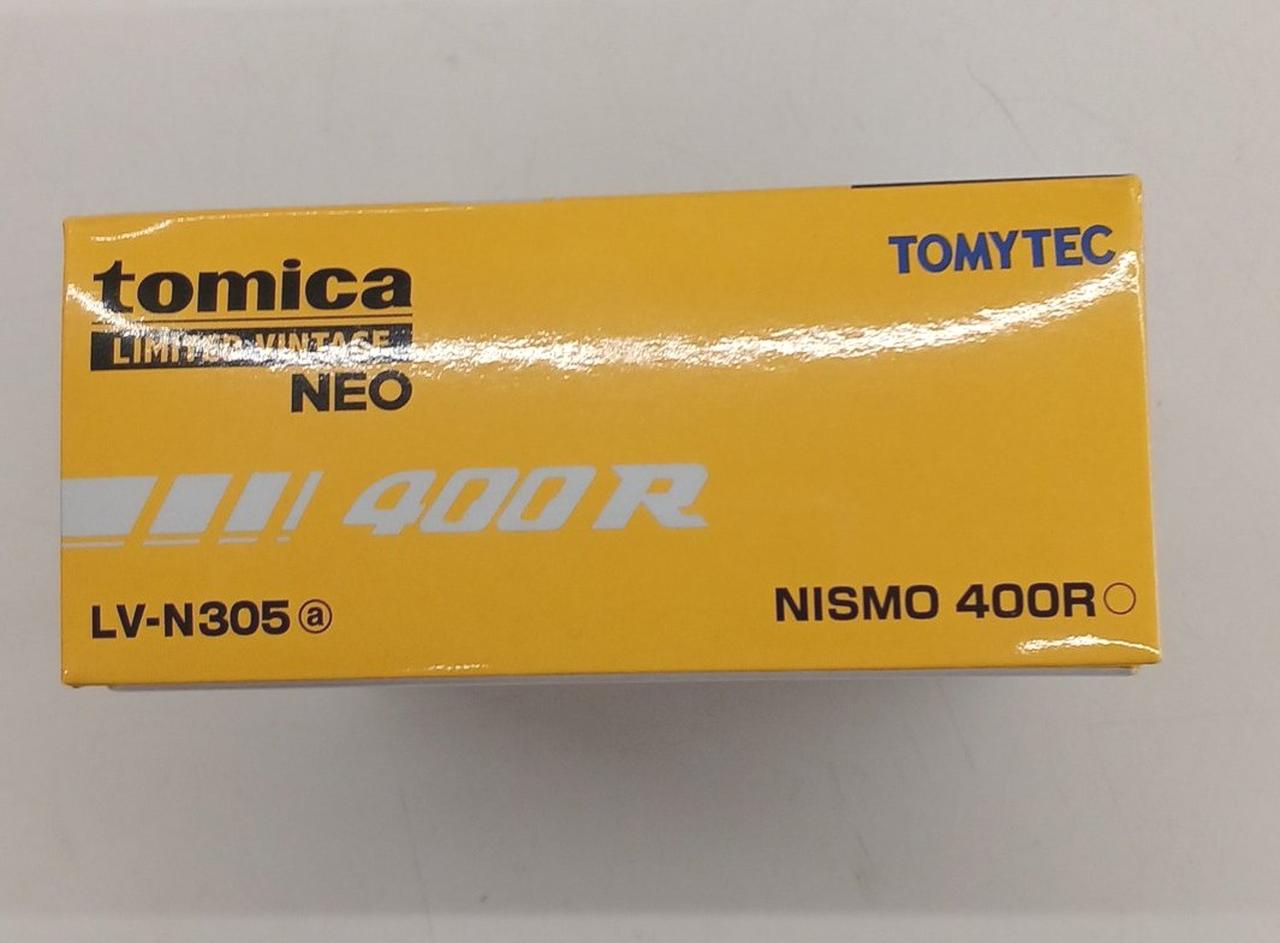 tomica
TOMYTEC
LIMITED VINTAGE
NEO
400R
LV-N305ⓐ
NISMO 400R○